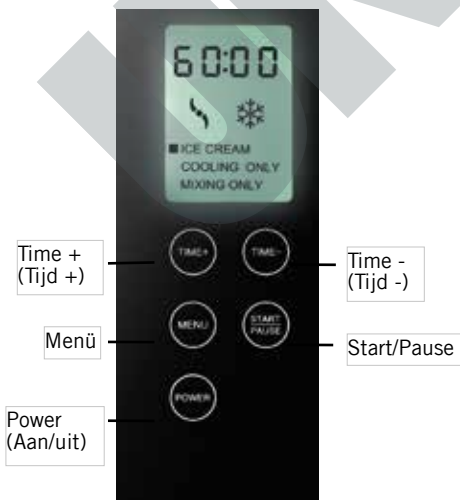 60:00
ICE CREAM
COOLING ONLY
MIXING ONLY
TIME+
TIME-
Time +
(Tijd +)
Time -
(Tijd -)
MENU
START
PAUSE
Menü
Start/Pause
POWER
Power
(Aan/uit)